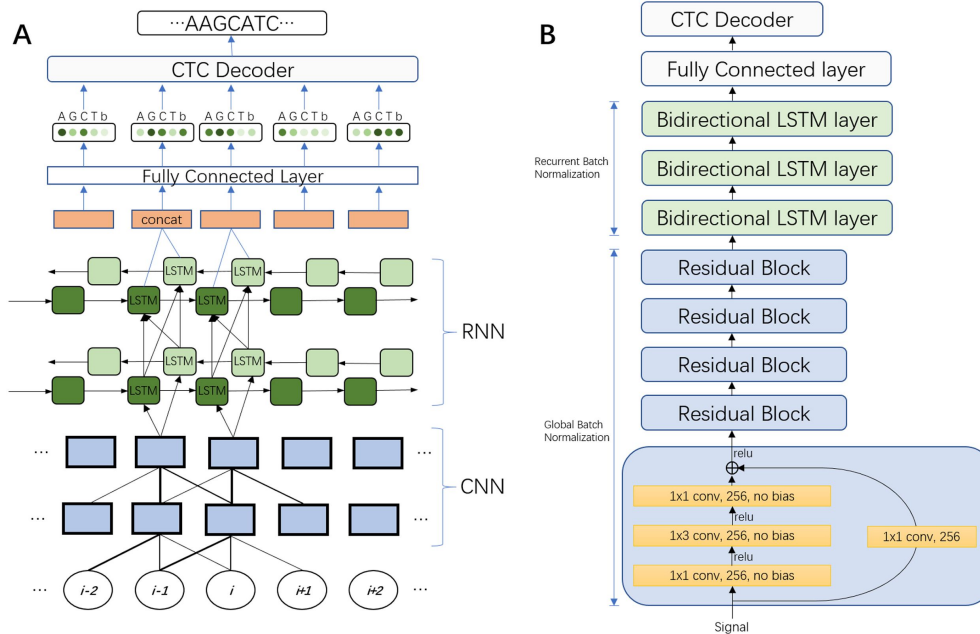 A
···AAGCATC···
CTC Decoder
A G C T b
A G C T b
A G C T b
A G C T b
A G C T b
Fully Connected Layer
concat
LSTM
LSTM
LSTM
LSTM
RNN
LSTM
LSTM
LSTM
LSTM
···
···
CNN
···
···
···
i-2
i-1
i
i+1
i+2
···
B
CTC Decoder
Fully Connected layer
Recurrent Batch
Normalization
Bidirectional LSTM layer
Bidirectional LSTM layer
Bidirectional LSTM layer
Global Batch
Normalization
Residual Block
Residual Block
Residual Block
Residual Block
relu
1x1 conv, 256, no bias
relu
1x3 conv, 256, no bias
relu
1x1 conv, 256, no bias
1x1 conv, 256
Signal